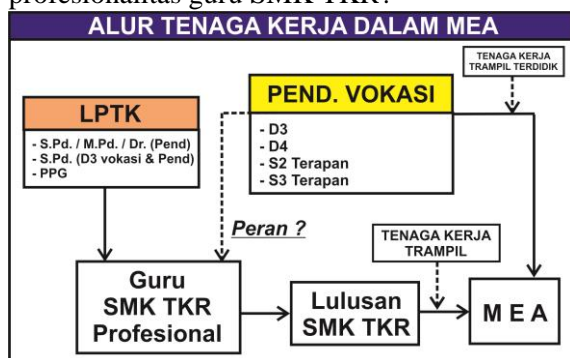 profesionalitas guru SMK TKR?
ALUR TENAGA KERJA DALAM MEA
TENAGA KERJA
TRAMPIL TERDIDIK
PEND. VOKASI
- D3
- D4
- S2 Terapan
- S3 Terapan
LPTK
- S.Pd. / M.Pd. / Dr. (Pend)
- S.Pd. (D3 vokasi & Pend)
- PPG
Peran ?
TENAGA KERJA
TRAMPIL
Guru
SMK TKR
Profesional
Lulusan
SMK TKR
M E A